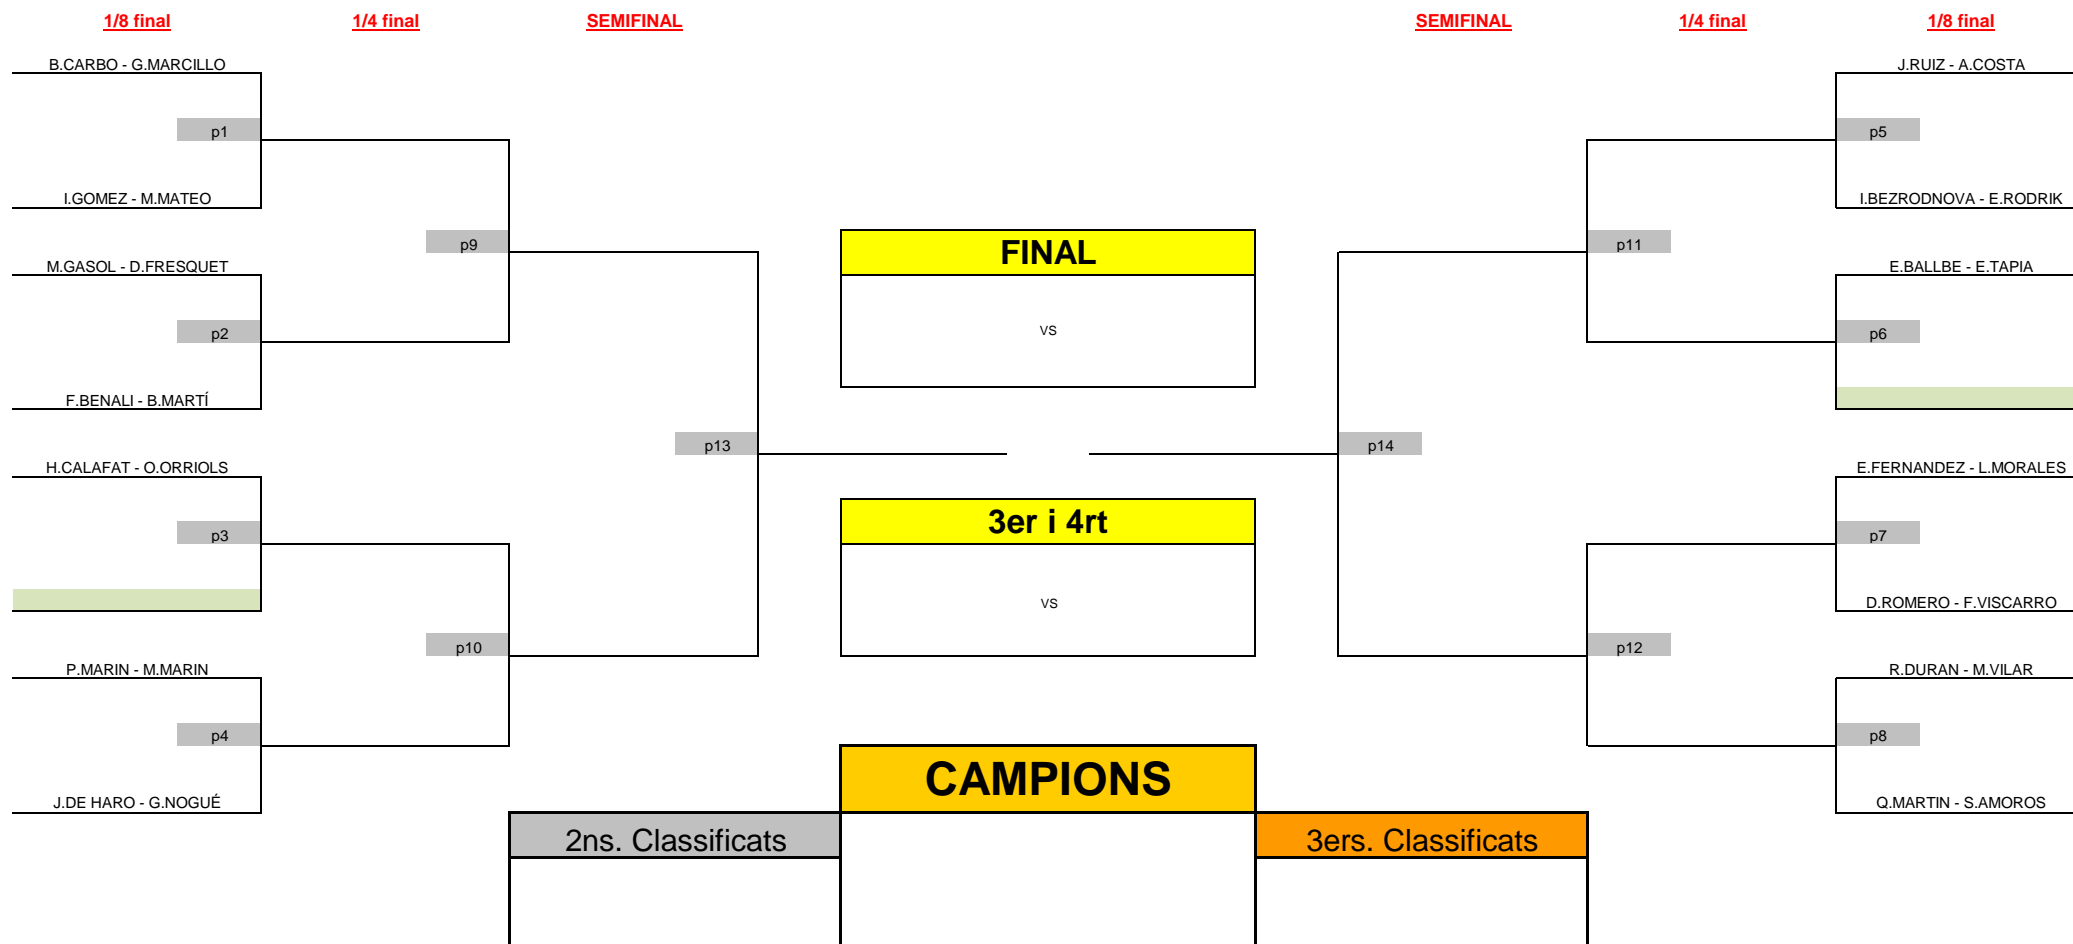 1/8 final
1/4 final
SEMIFINAL
SEMIFINAL
1/4 final
1/8 final
B.CARBO - G.MARCILLO
J.RUIZ - A.COSTA
p1
p5
I.GOMEZ - M.MATEO
I.BEZRODNOVA - E.RODRIK
p9
FINAL
p11
M.GASOL - D.FRESQUET
E.BALLBE - E.TAPIA
p2
vs
p6
F.BENALI - B.MARTÍ
p13
p14
H.CALAFAT - O.ORRIOLS
E.FERNANDEZ - L.MORALES
p3
3er i 4rt
p7
vs
D.ROMERO - F.VISCARRO
p10
p12
P.MARIN - M.MARIN
R.DURAN - M.VILAR
p4
p8
CAMPIONS
J.DE HARO - G.NOGUÉ
Q.MARTIN - S.AMOROS
2ns. Classificats
3ers. Classificats